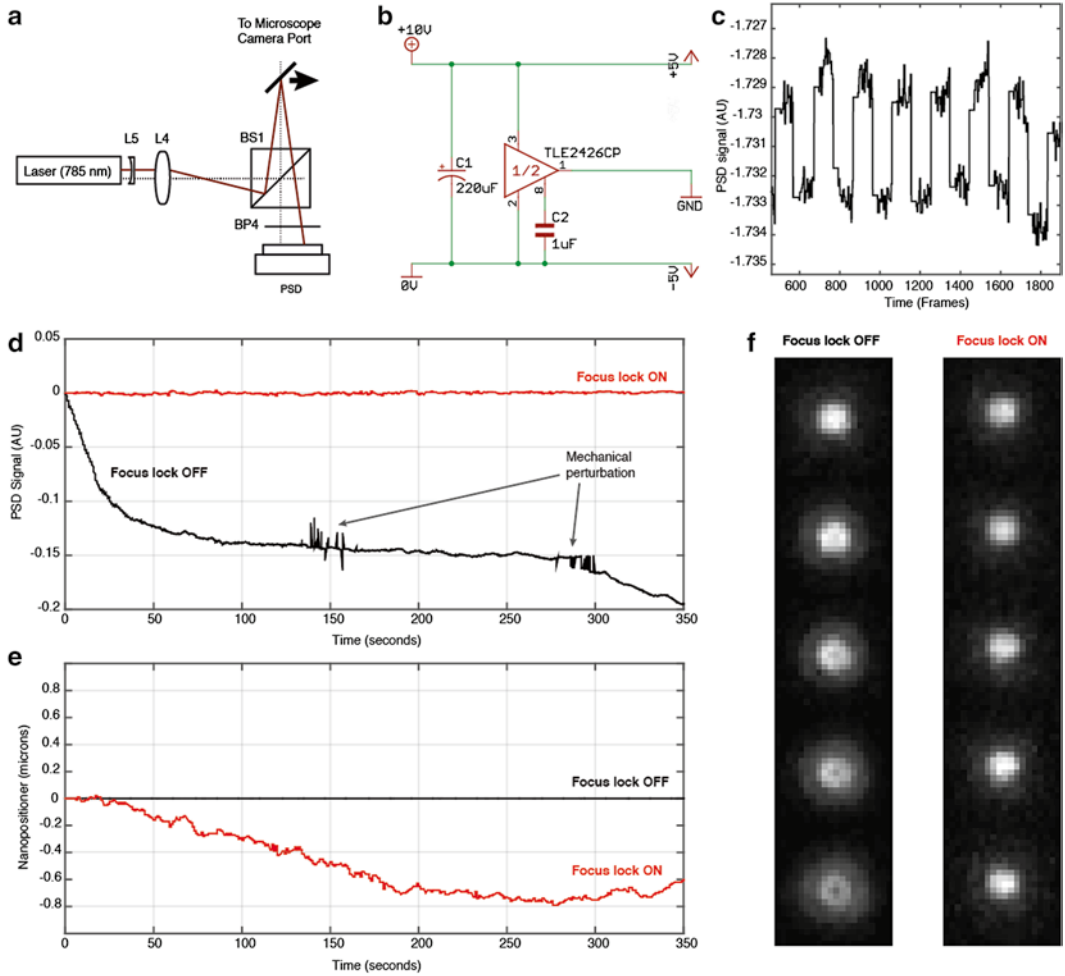 a
To Microscope
Camera Port
L5
L4
BS1
Laser (785 nm)
BP4
PSD
b
+10V
+5V
3
TLE2426CP
+
C1
1/2
1
220uF
2
8
GND
C2
1uF
0V
-5V
c
-1.727
-1.728
-1.729
-1.73
-1.731
-1.732
-1.733
-1.734
-1.735
PSD signal (AU)
600 800 1000 1200 1400 1600 1800
Time (Frames)
d
0.05
0
-0.05
-0.1
-0.15
-0.2
PSD Signal (AU)
Focus lock ON
Focus lock OFF
Mechanical
perturbation
0 50 100 150 200 250 300 350
Time (seconds)
e
0.8
0.6
0.4
0.2
0
-0.2
-0.4
-0.6
-0.8
Nanopositioner (microns)
Focus lock OFF
Focus lock ON
0 50 100 150 200 250 300 350
Time (seconds)
f
Focus lock OFF
Focus lock ON